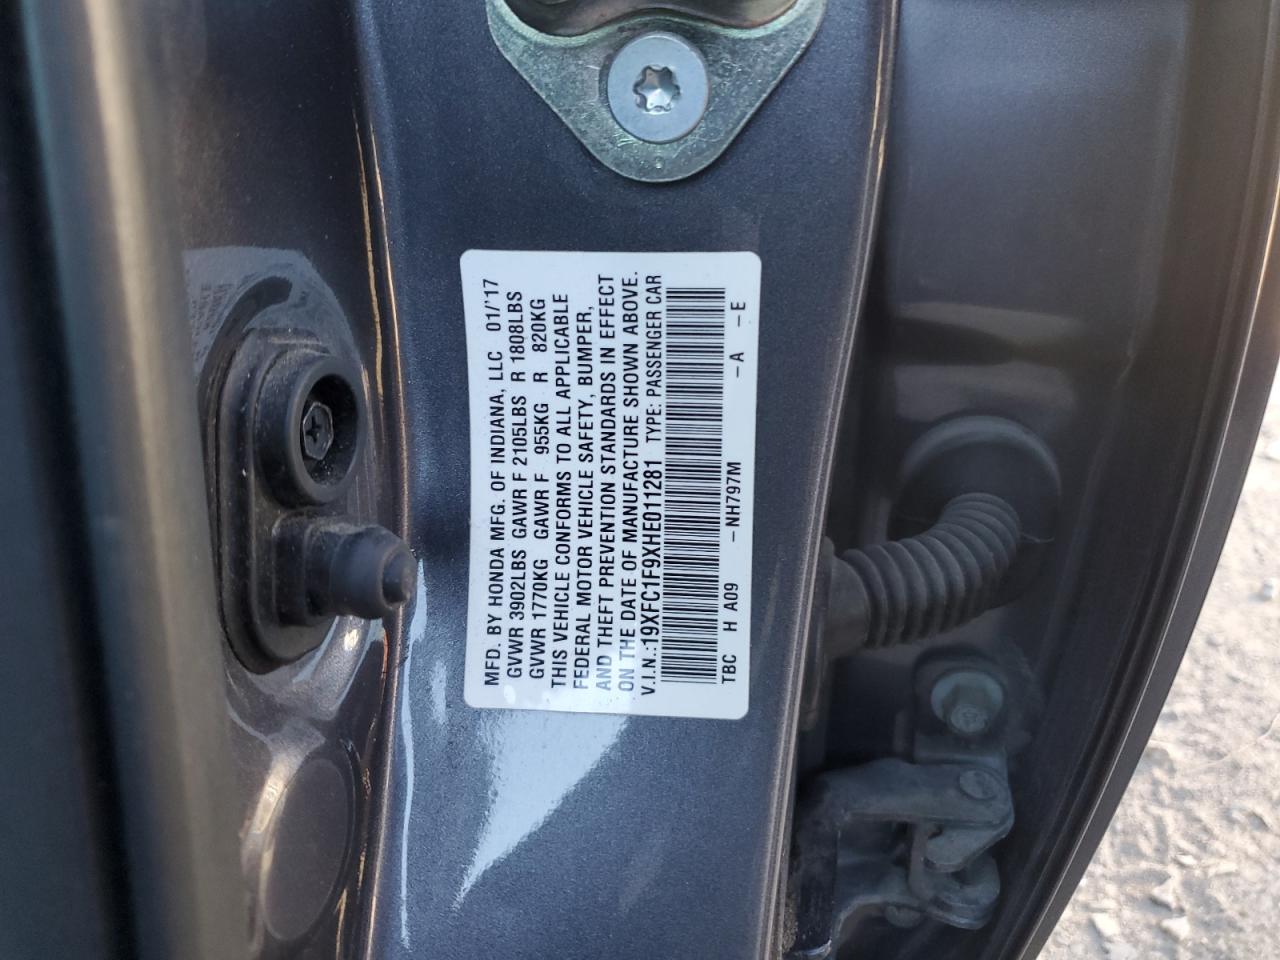 MFD. BY HONDA MFG. OF INDIANA, LLC 01/'17
GVWR 3902LBS GAWR F 2105LBS R 1808LBS
GVWR 1770KG GAWR F 955KG R 820KG
THIS VEHICLE CONFORMS TO ALL APPLICABLE
FEDERAL MOTOR VEHICLE SAFETY, BUMPER,
AND THEFT PREVENTION STANDARDS IN EFFECT
ON THE DATE OF MANUFACTURE SHOWN ABOVE.
V.I.N.:19XFC1F9XHE011281 TYPE: PASSENGER CAR
TBC H A09 -NH797M -A -E